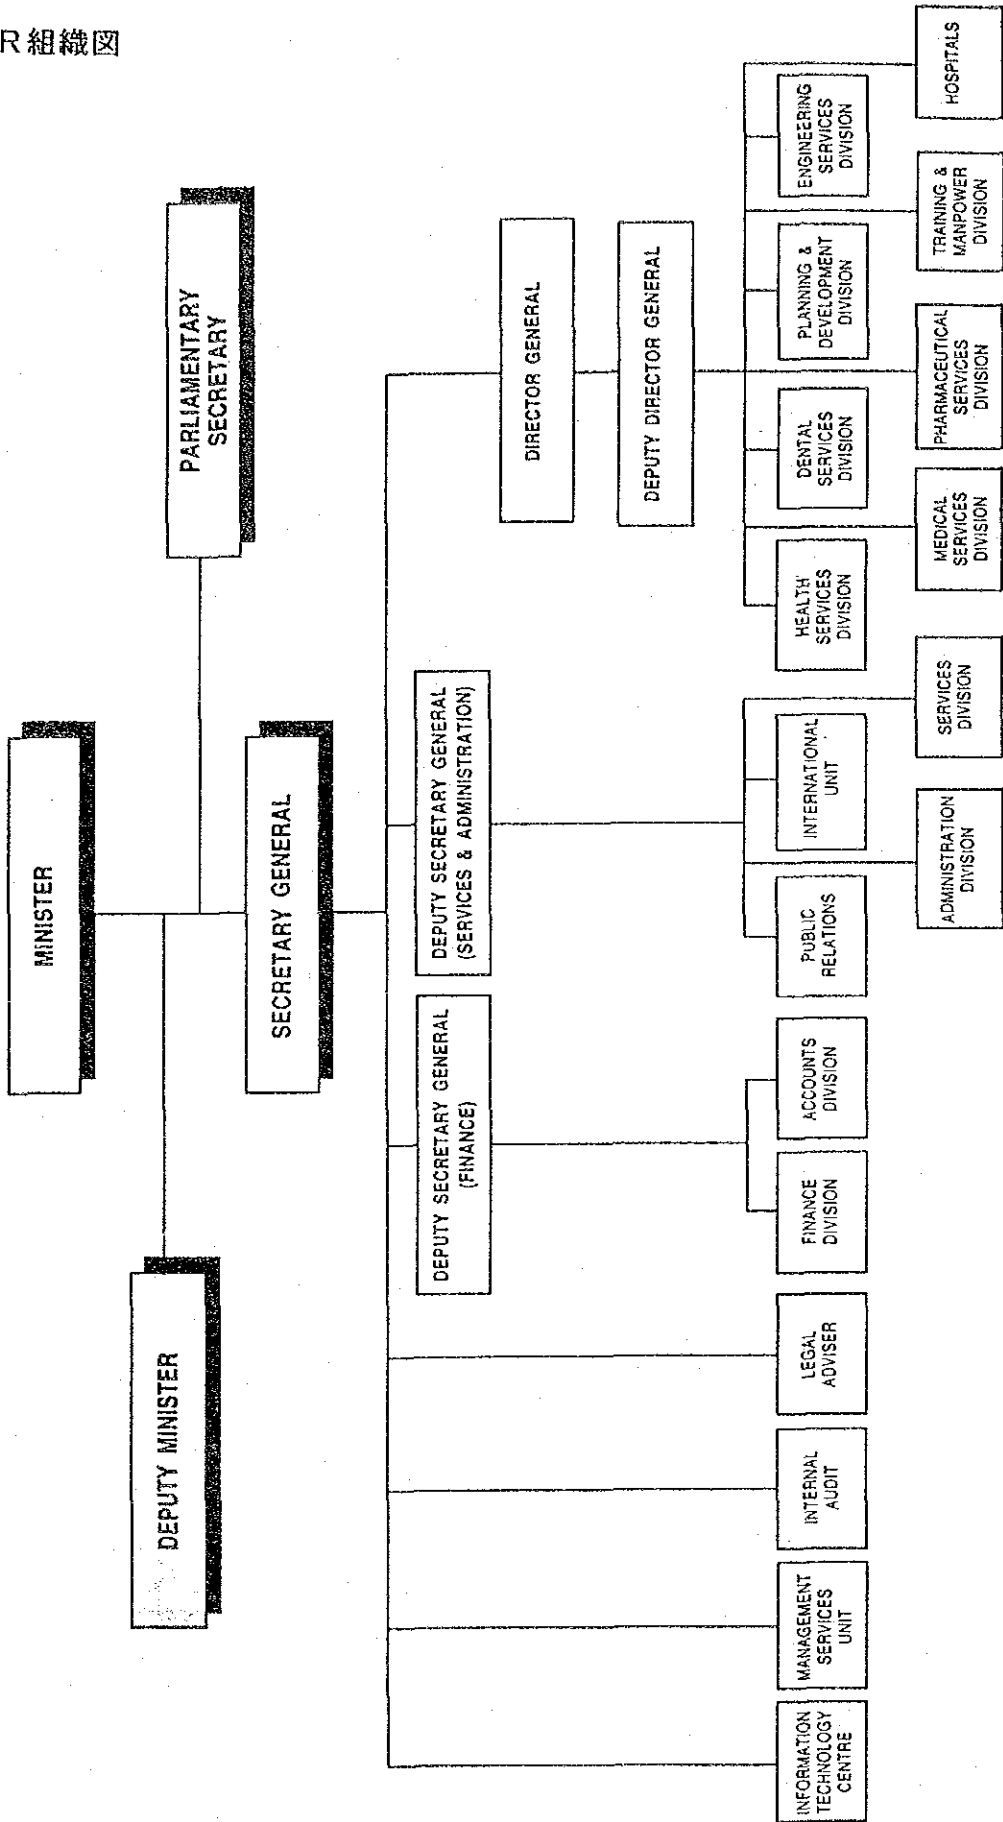 R組織図
MINISTER
DEPUTY MINISTER
PARLIAMENTARY
SECRETARY
SECRETARY GENERAL
DEPUTY SECRETARY GENERAL
(FINANCE)
DEPUTY SECRETARY GENERAL
(SERVICES & ADMINISTRATION)
DIRECTOR GENERAL
DEPUTY DIRECTOR GENERAL
INFORMATION
TECHNOLOGY
CENTRE
MANAGEMENT
SERVICES
UNIT
INTERNAL
AUDIT
LEGAL
ADVISER
FINANCE
DIVISION
ACCOUNTS
DIVISION
PUBLIC
RELATIONS
INTERNATIONAL
UNIT
ADMINISTRATION
DIVISION
SERVICES
DIVISION
HEALTH
SERVICES
DIVISION
DENTAL
SERVICES
DIVISION
PLANNING &
DEVELOPMENT
DIVISION
ENGINEERING
SERVICES
DIVISION
MEDICAL
SERVICES
DIVISION
PHARMACEUTICAL
SERVICES
DIVISION
TRAINING &
MANPOWER
DIVISION
HOSPITALS